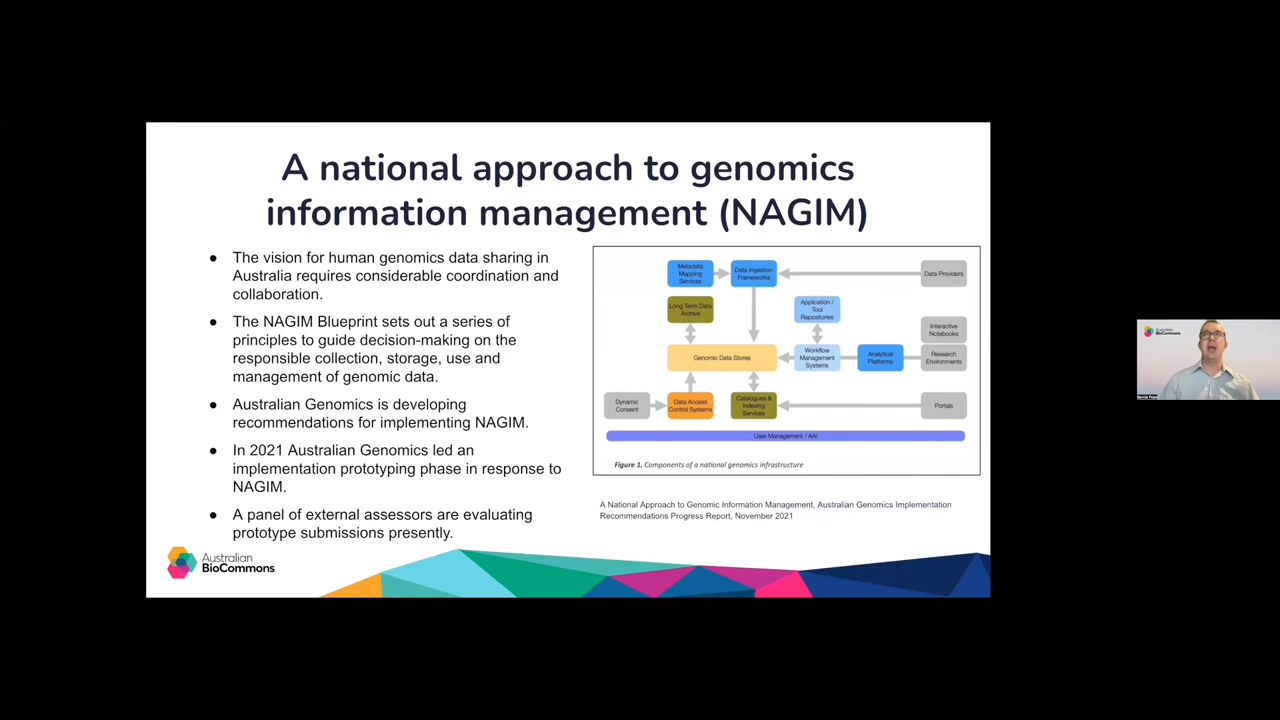 A national approach to genomics
information management (NAGIM)
● The vision for human genomics data sharing in
Australia requires considerable coordination and
collaboration.
● The NAGIM Blueprint sets out a series of
principles to guide decision-making on the
responsible collection, storage, use and
management of genomic data.
● Australian Genomics is developing
recommendations for implementing NAGIM.
● In 2021 Australian Genomics led an
implementation prototyping phase in response to
NAGIM.
● A panel of external assessors are evaluating
prototype submissions presently.
Metadata
Mapping
Services
Data Ingestion
Frameworks
Data Providers
Long Term Data
Archive
Application /
Tool
Repositories
Interactive
Notebooks
Genomic Data Stores
Workflow
Management
Systems
Analytical
Platforms
Research
Environments
Dynamic
Consent
Data Access
Control Systems
Catalogues &
Indexing
Services
Portals
User Management / AAI
Figure 1. Components of a national genomics infrastructure
A National Approach to Genomic Information Management, Australian Genomics Implementation
Recommendations Progress Report, November 2021
Australian
BioCommons
Australian
BioCommons